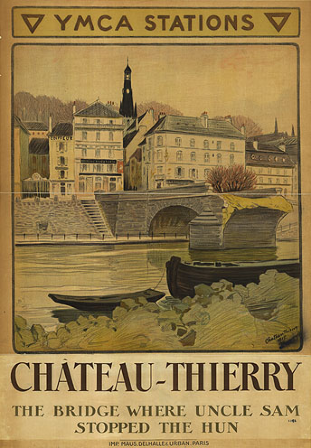 YMCA STATIONS
CHÂTEAU-THIERRY
THE BRIDGE WHERE UNCLE SAM
STOPPED THE HUN
IMP. MAUS, DELHALLE & URBAN, PARIS